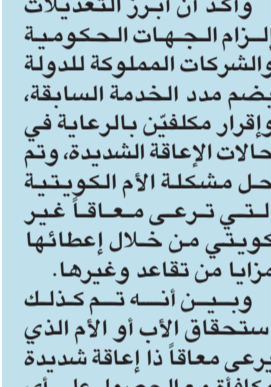 وأكد أن أبرز التعديلات
إلزام الجهات الحكومية
والشركات المملوكة للدولة
بضم مدد الخدمة السابقة،
وإقرار مكلفيّن بالرعاية في
حالات الإعاقة الشديدة، وتم
حل مشكلة الأم الكويتية
التي ترعى معاقاً غير
كويتي من خلال إعطائها
مزايا من تقاعد وغيرها.
وبين أنه تم كذلك
استحقاق الأب أو الأم الذي
يرعى معاقاً ذا إعاقة شديدة